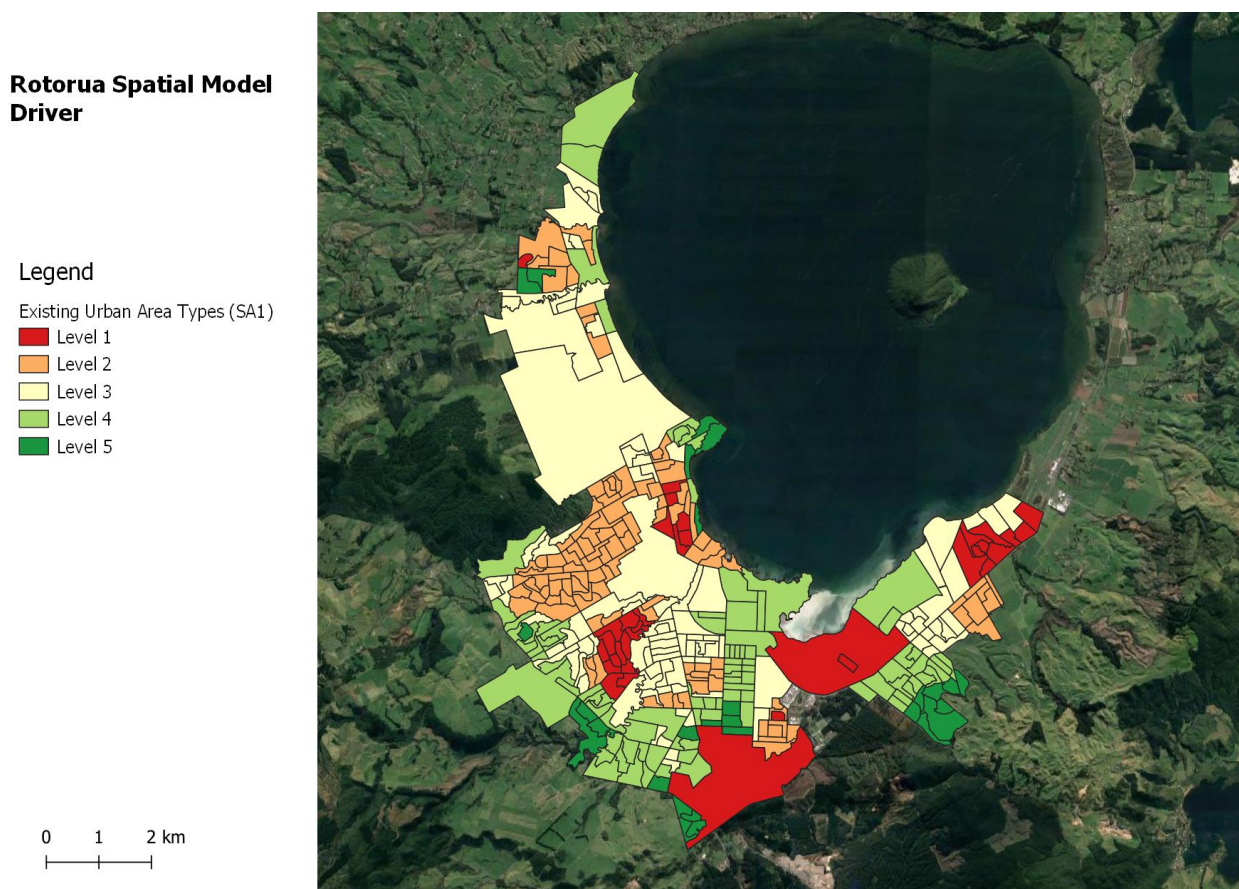 Rotorua Spatial Model
Driver
Legend
Existing Urban Area Types (SA1)
Level 1
Level 2
Level 3
Level 4
Level 5
0 1 2 km